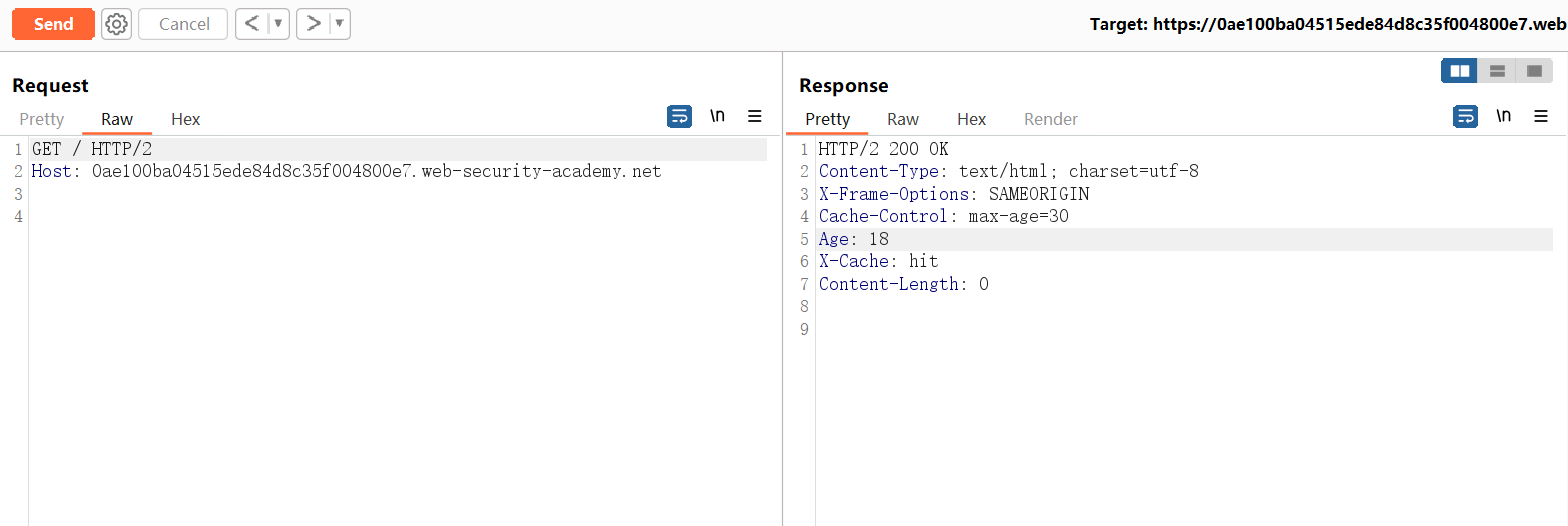 Send
Cancel
<
>
Target: https://0ae100ba04515ede84d8c35f004800e7.web
Request
Pretty Raw Hex
\n
1 GET / HTTP/2
2 Host: 0ae100ba04515ede84d8c35f004800e7.web-security-academy.net
3
4
Response
Pretty Raw Hex Render
\n
1 HTTP/2 200 OK
2 Content-Type: text/html; charset=utf-8
3 X-Frame-Options: SAMEORIGIN
4 Cache-Control: max-age=30
5 Age: 18
6 X-Cache: hit
7 Content-Length: 0
8
9